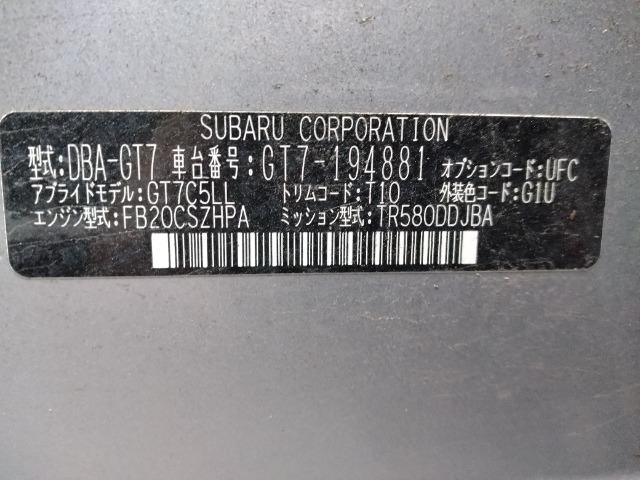 SUBARU CORPORATION
型式:DBA-GT7 車台番号:GT7-194881 オプションコード:UFC
アプライドモデル:GT7C5LL トリムコード:T10 外装色コード:G1U
エンジン型式:FB20CSZHPA ミッション型式:TR580DDJBA